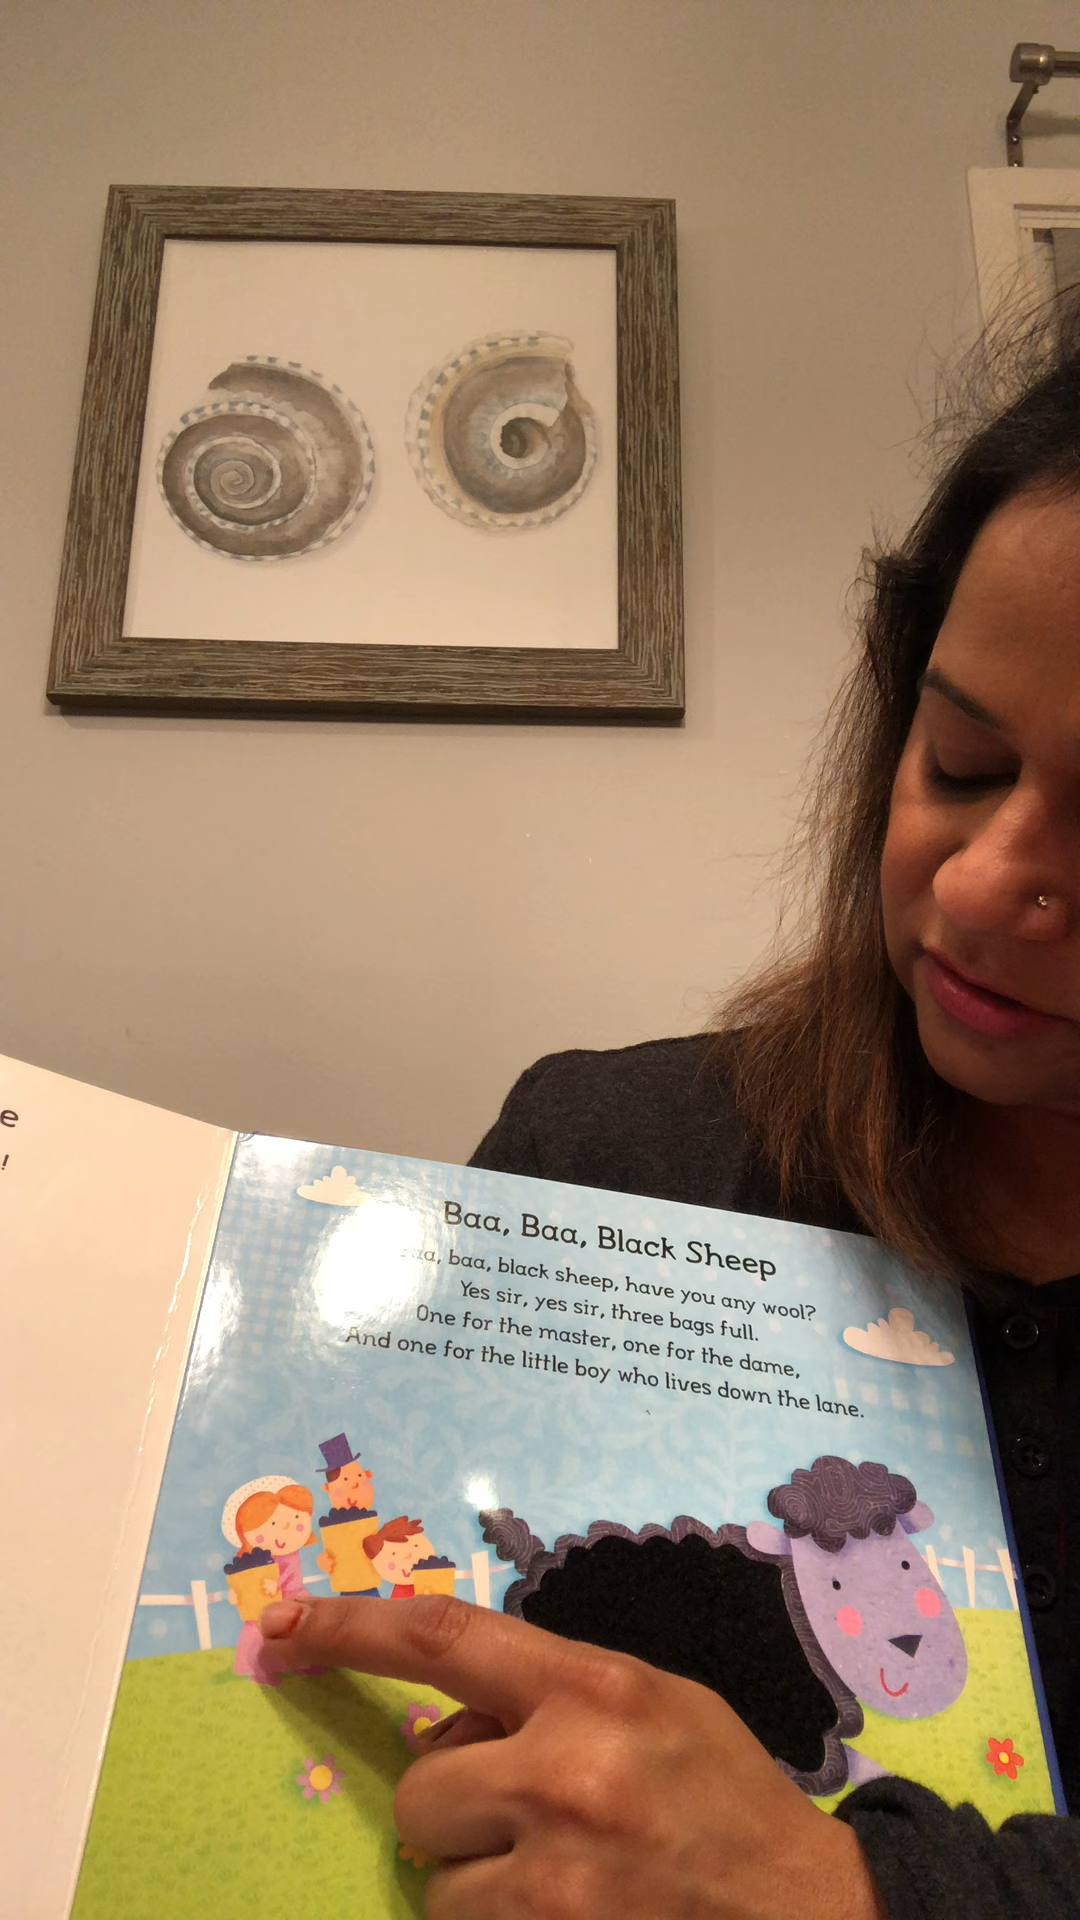 e
!
Baa, Baa, Black Sheep
baa, black sheep, have you any wool?
Yes sir, yes sir, three bags full.
One for the master, one for the dame,
And one for the little boy who lives down the lane.